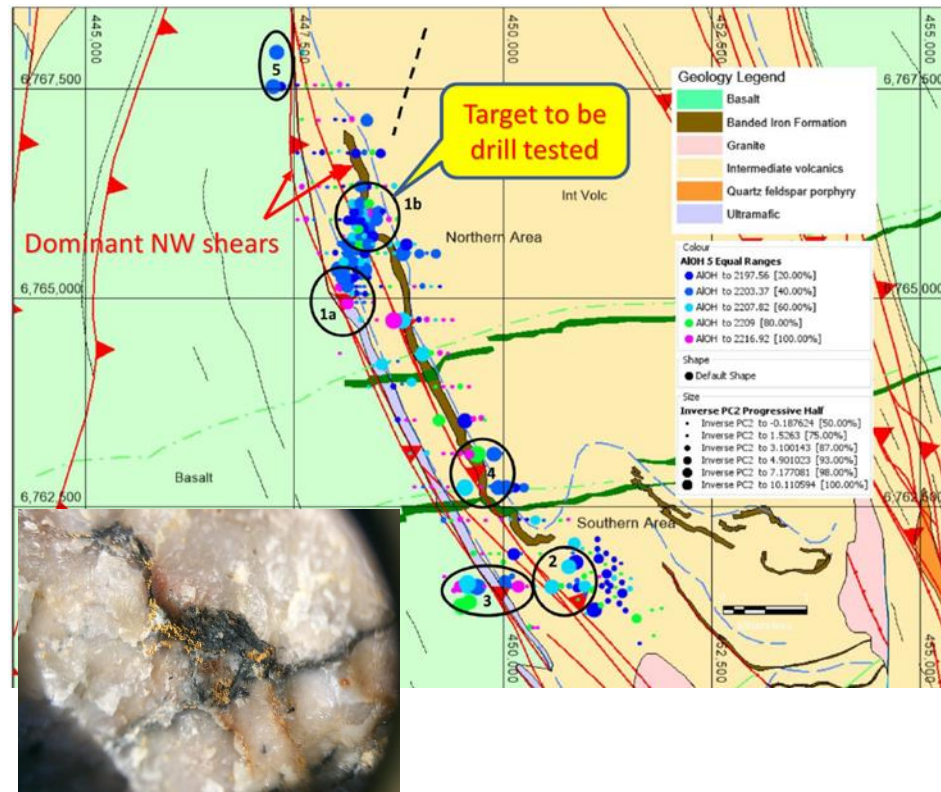 445,000
447,500
450,000
452,500
455,000
6,767,500
6,767,500
5
Target to be
drill tested
1b
Int Volc
Northern Area
Dominant NW shears
6,765,000
1a
Basalt
4
6,762,500
6,762,500
Southern Area
2
3
450,000
452,500
455,000
Geology Legend
Basalt
Banded Iron Formation
Granite
Intermediate volcanics
Quartz feldspar porphyry
Ultramafic
Colour
AlOH 5 Equal Ranges
AlOH to 2197.56 [20.00%]
AlOH to 2203.37 [40.00%]
AlOH to 2207.82 [60.00%]
AlOH to 2209 [80.00%]
AlOH to 2216.92 [100.00%]
Shape
Default Shape
Size
Inverse PC2 Progressive Half
Inverse PC2 to -0.187624 [50.00%]
Inverse PC2 to 1.5263 [75.00%]
Inverse PC2 to 3.100143 [87.00%]
Inverse PC2 to 4.901023 [93.00%]
Inverse PC2 to 7.177081 [98.00%]
Inverse PC2 to 10.110594 [100.00%]